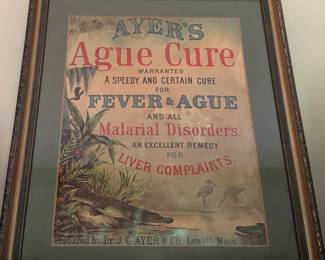 AYER'S
Ague Cure
WARRANTED
A SPEEDY AND CERTAIN CURE
FOR
FEVER & AGUE
AND ALL
Malarial Disorders.
AN EXCELLENT REMEDY
FOR
LIVER COMPLAINTS.
Prepared by Dr. J. C. AYER & CO. Lowell, Mass.